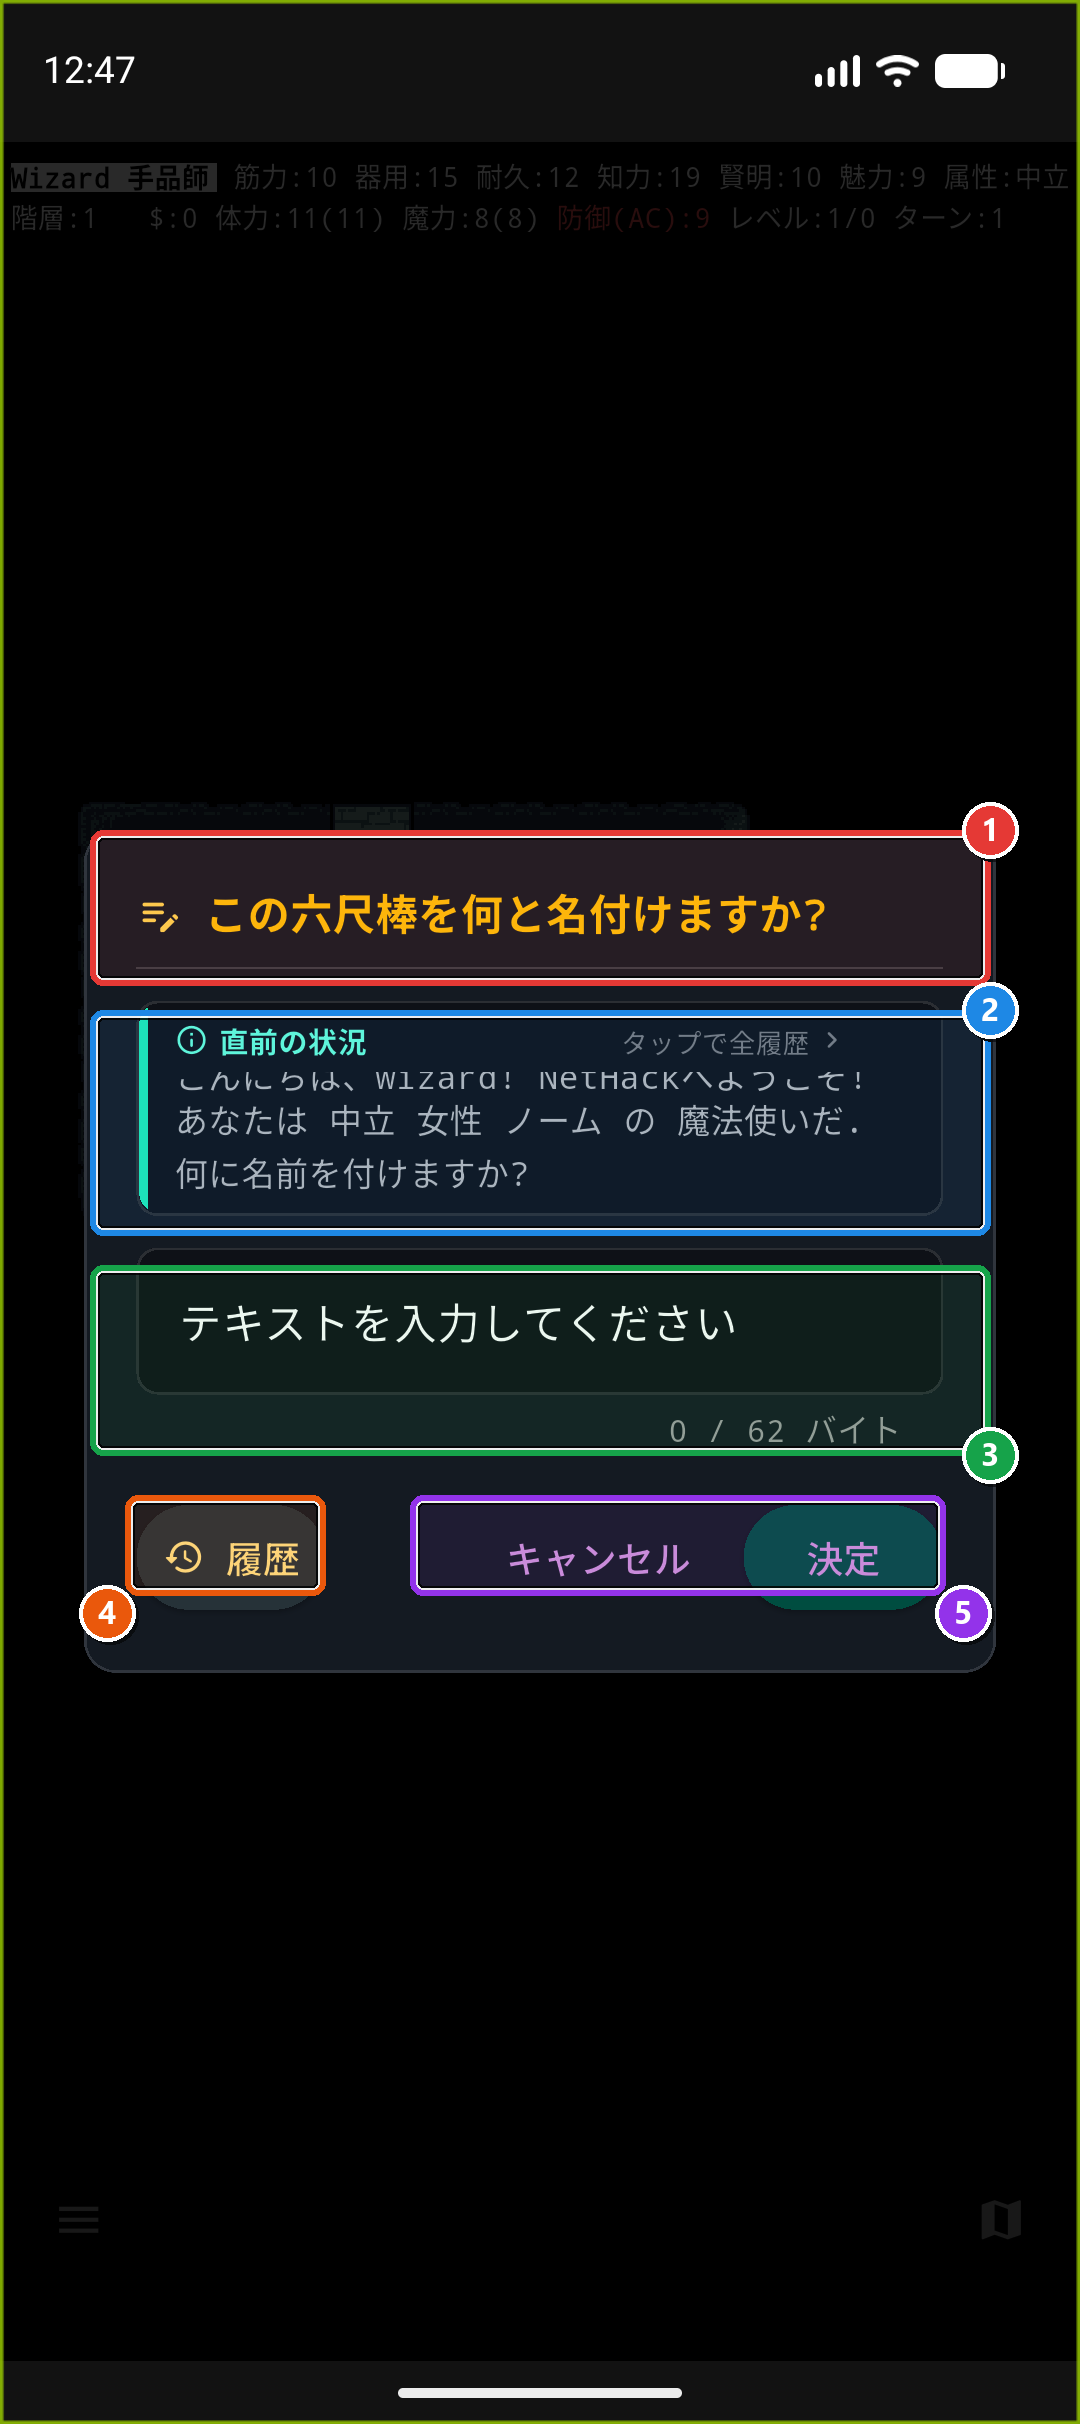 12:47
Wizard 手品師 筋力:10 器用:15 耐久:12 知力:19 賢明:10 魅力:9 属性:中立
階層:1 $:0 体力:11(11) 魔力:8(8) 防御(AC):9 レベル:1/0 ターン:1
1
この六尺棒を何と名付けますか?
2
直前の状況 タップで全履歴
こんにちは、Wizard! NetHackへようこそ!
あなたは 中立 女性 ノーム の 魔法使いだ.
何に名前を付けますか?
テキストを入力してください
0 / 62 バイト
3
履歴 キャンセル 決定
4 5